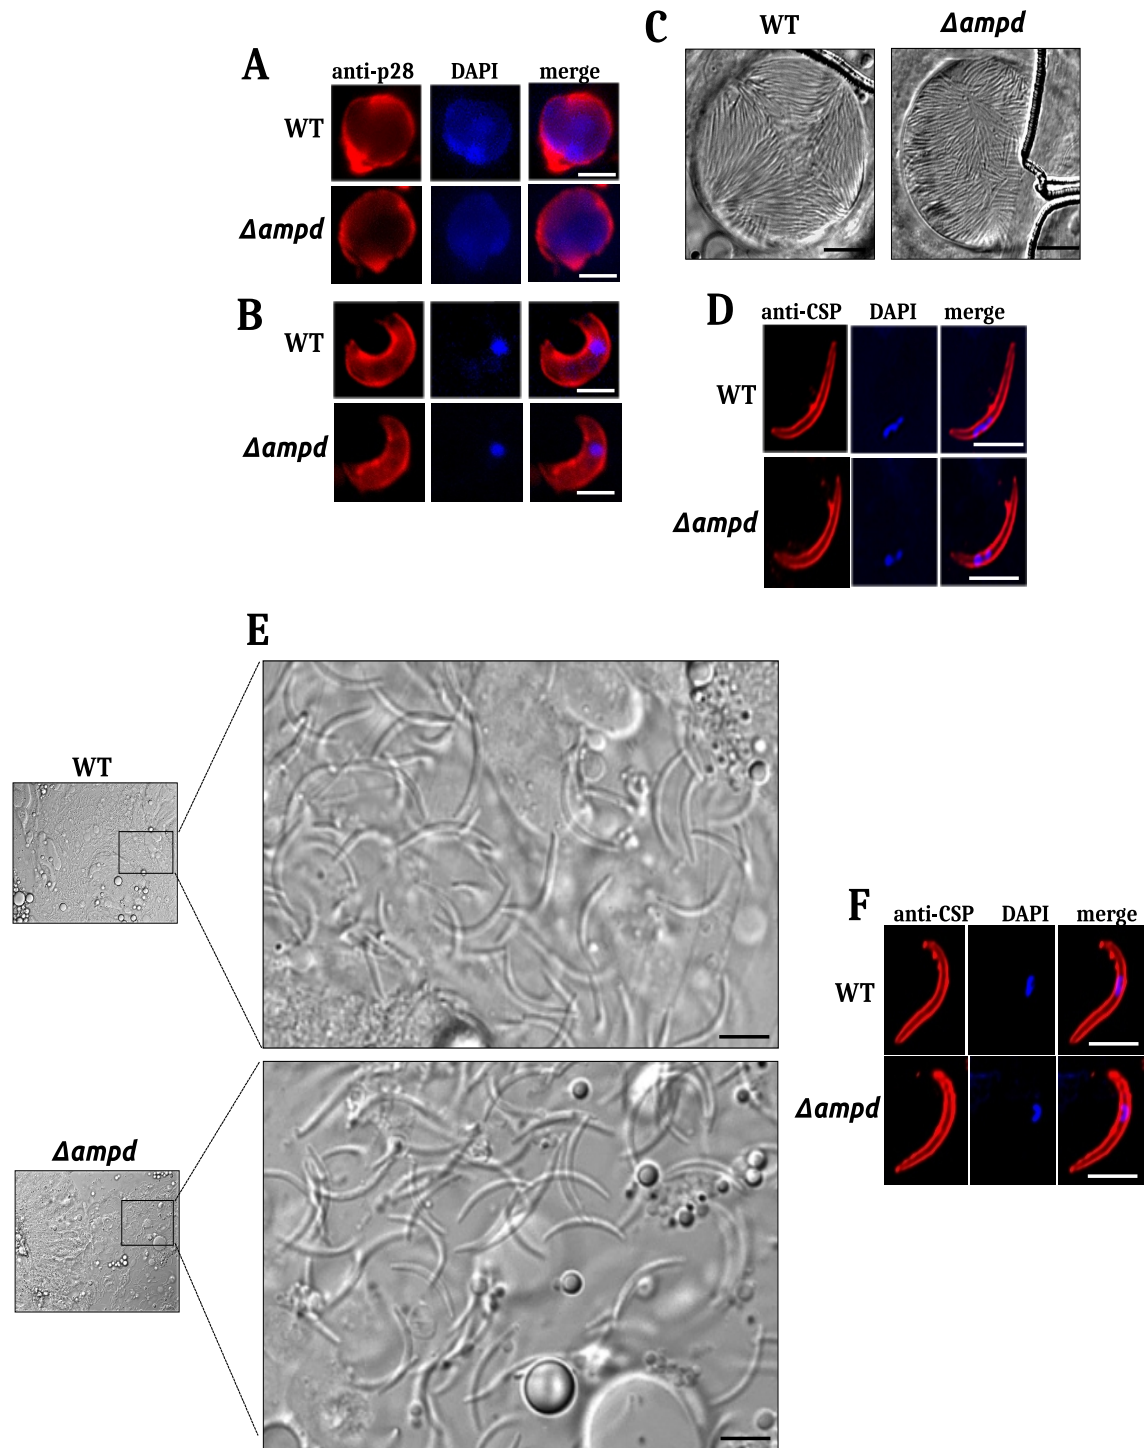 A
anti-p28 DAPI merge
WT
Δampd
B
WT
Δampd
C
WT Δampd
D
anti-CSP DAPI merge
WT
Δampd
E
WT
Δampd
F
anti-CSP DAPI merge
WT
Δampd